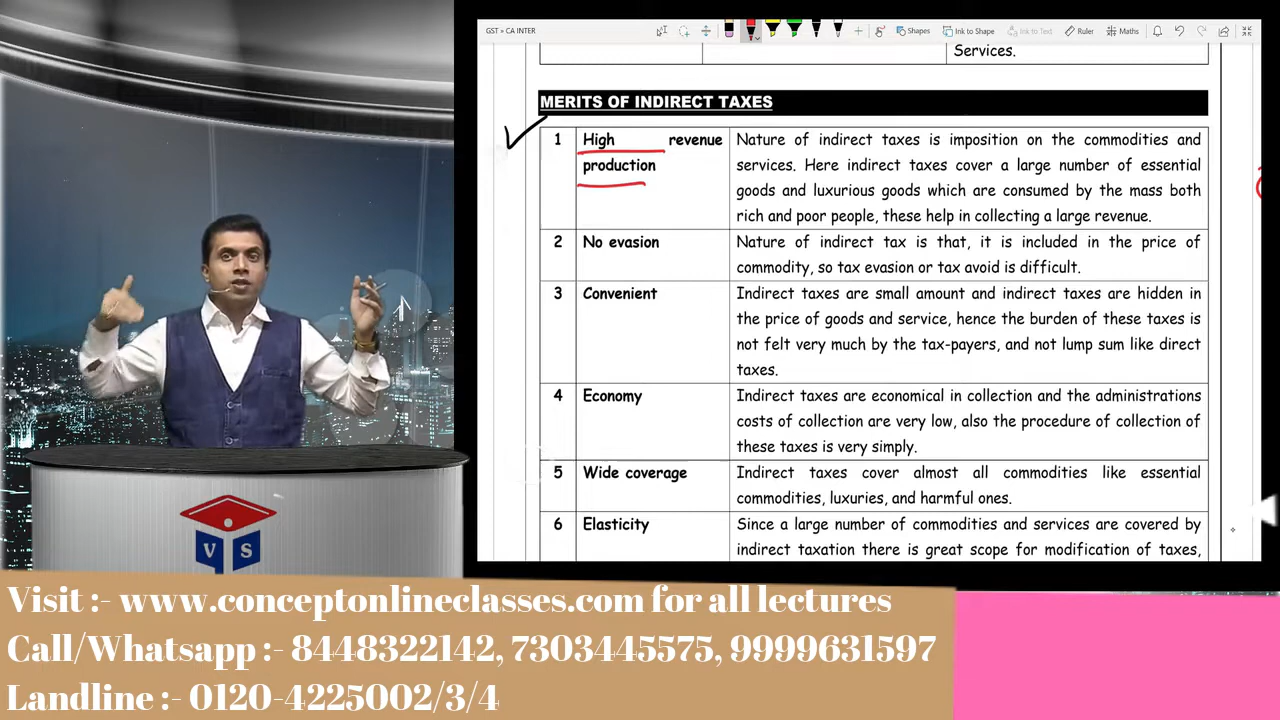 GST » CA INTER
Shapes
Ink to Shape
Ink to Text
Ruler
Maths
Services.
MERITS OF INDIRECT TAXES
1 High revenue production
Nature of indirect taxes is imposition on the commodities and
services. Here indirect taxes cover a large number of essential
goods and luxurious goods which are consumed by the mass both
rich and poor people, these help in collecting a large revenue.
2 No evasion
Nature of indirect tax is that, it is included in the price of
commodity, so tax evasion or tax avoid is difficult.
3 Convenient
Indirect taxes are small amount and indirect taxes are hidden in
the price of goods and service, hence the burden of these taxes is
not felt very much by the tax-payers, and not lump sum like direct
taxes.
4 Economy
Indirect taxes are economical in collection and the administrations
costs of collection are very low, also the procedure of collection of
these taxes is very simply.
5 Wide coverage
Indirect taxes cover almost all commodities like essential
commodities, luxuries, and harmful ones.
6 Elasticity
Since a large number of commodities and services are covered by
indirect taxation there is great scope for modification of taxes,
V S
Visit :- www.conceptonlineclasses.com for all lectures
Call/Whatsapp :- 8448322142, 7303445575, 9999631597
Landline :- 0120-4225002/3/4